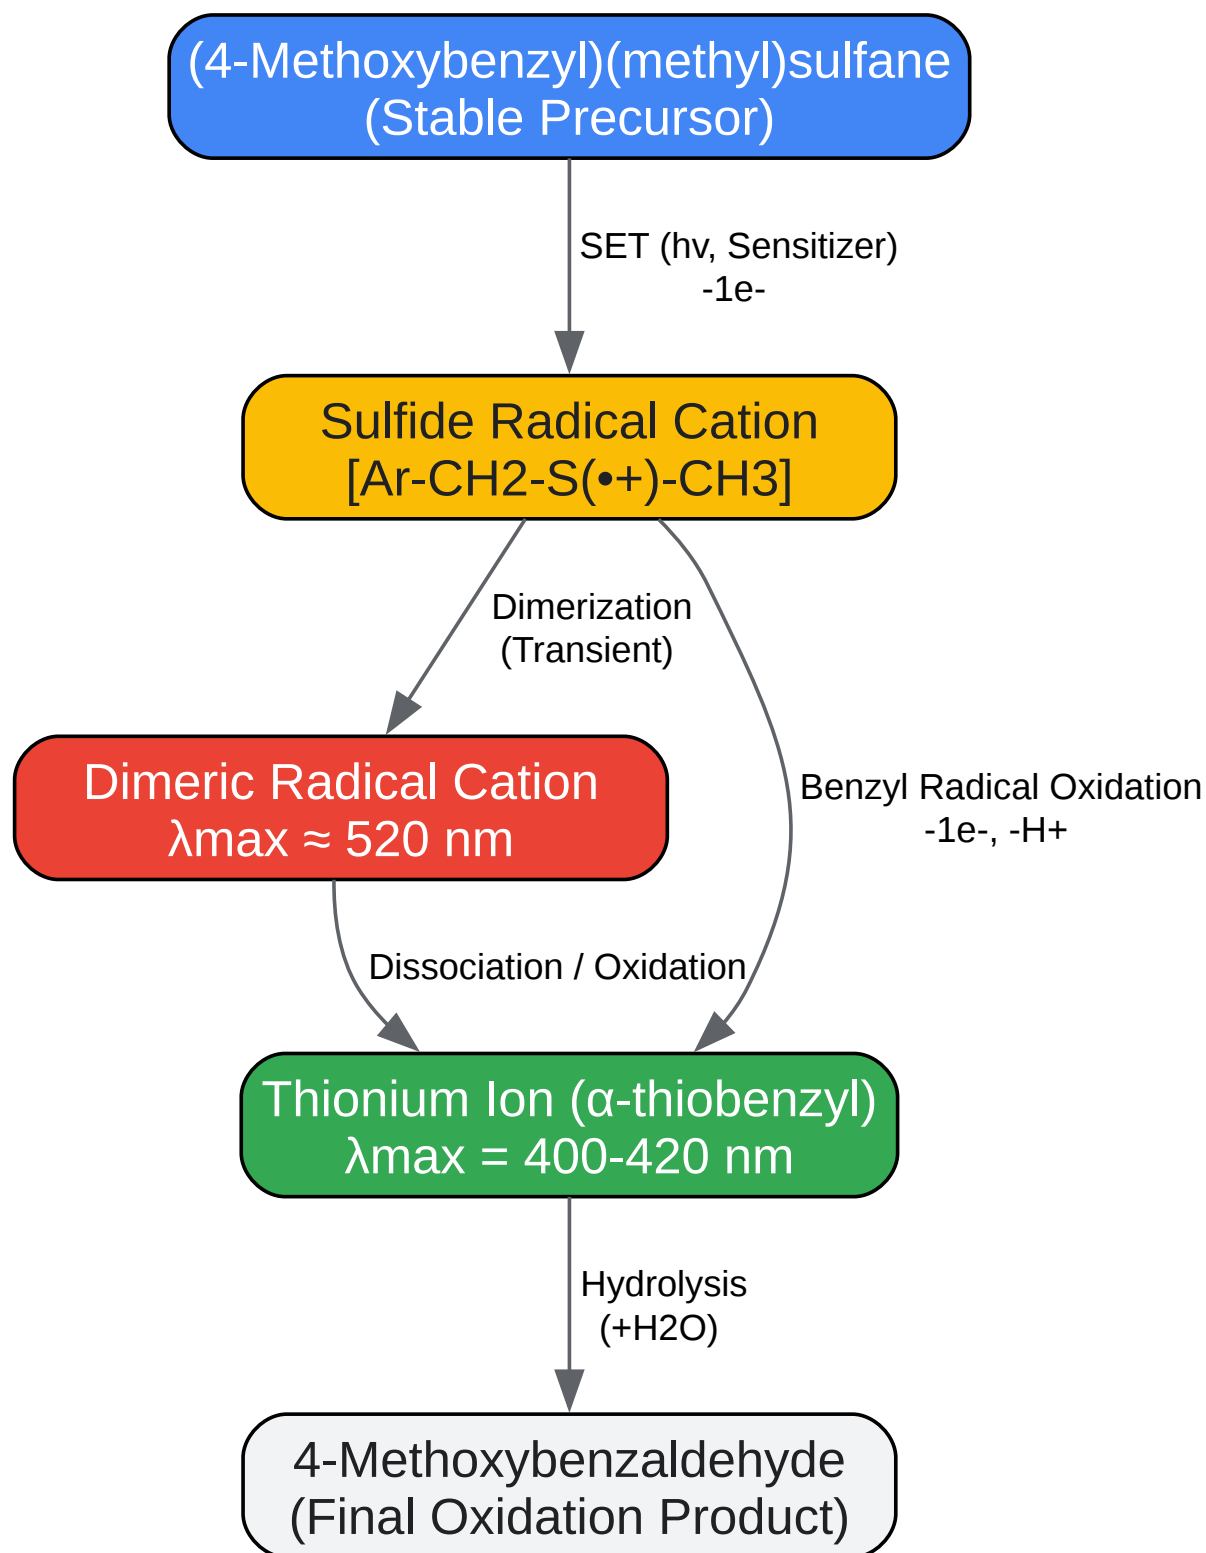 (4-Methoxybenzyl)(methyl)sulfane
(Stable Precursor)
SET (hv, Sensitizer)
-1e-
Sulfide Radical Cation
[Ar-CH2-S(•+)-CH3]
Dimerization
(Transient)
Dimeric Radical Cation
λmax ≈ 520 nm
Benzyl Radical Oxidation
-1e-, -H+
Dissociation / Oxidation
Thionium Ion (α-thiobenzyl)
λmax = 400-420 nm
Hydrolysis
(+H2O)
4-Methoxybenzaldehyde
(Final Oxidation Product)